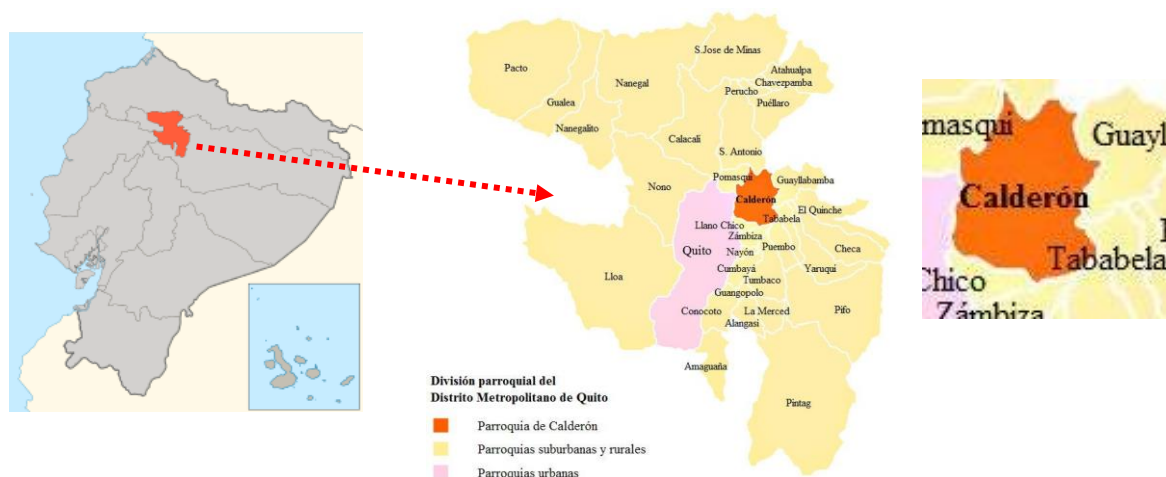 S.Jose de Minas
Pacto
Nanegal
Atahualpa
Chavezpamba
Perucho
Gualea
Puéllaro
Nanegalito
Calacali
S. Antonio
Pomasqui
Guayllabamba
Nono
Calderón
El Quinche
Tababela
Llano Chico
Zámbiza
Quito
Nayón
Puembo
Checa
Cumbayá
Lloa
Tumbaco
Yaruqui
Guangopolo
Conocoto
La Merced
Pifo
Alangasi
Amaguaña
Pintag
División parroquial del
Distrito Metropolitano de Quito
Parroquia de Calderón
Parroquias suburbanas y rurales
Parroquias urbanas
masqui
Guayl
Calderón
Tababela
Chico
Zámbiza